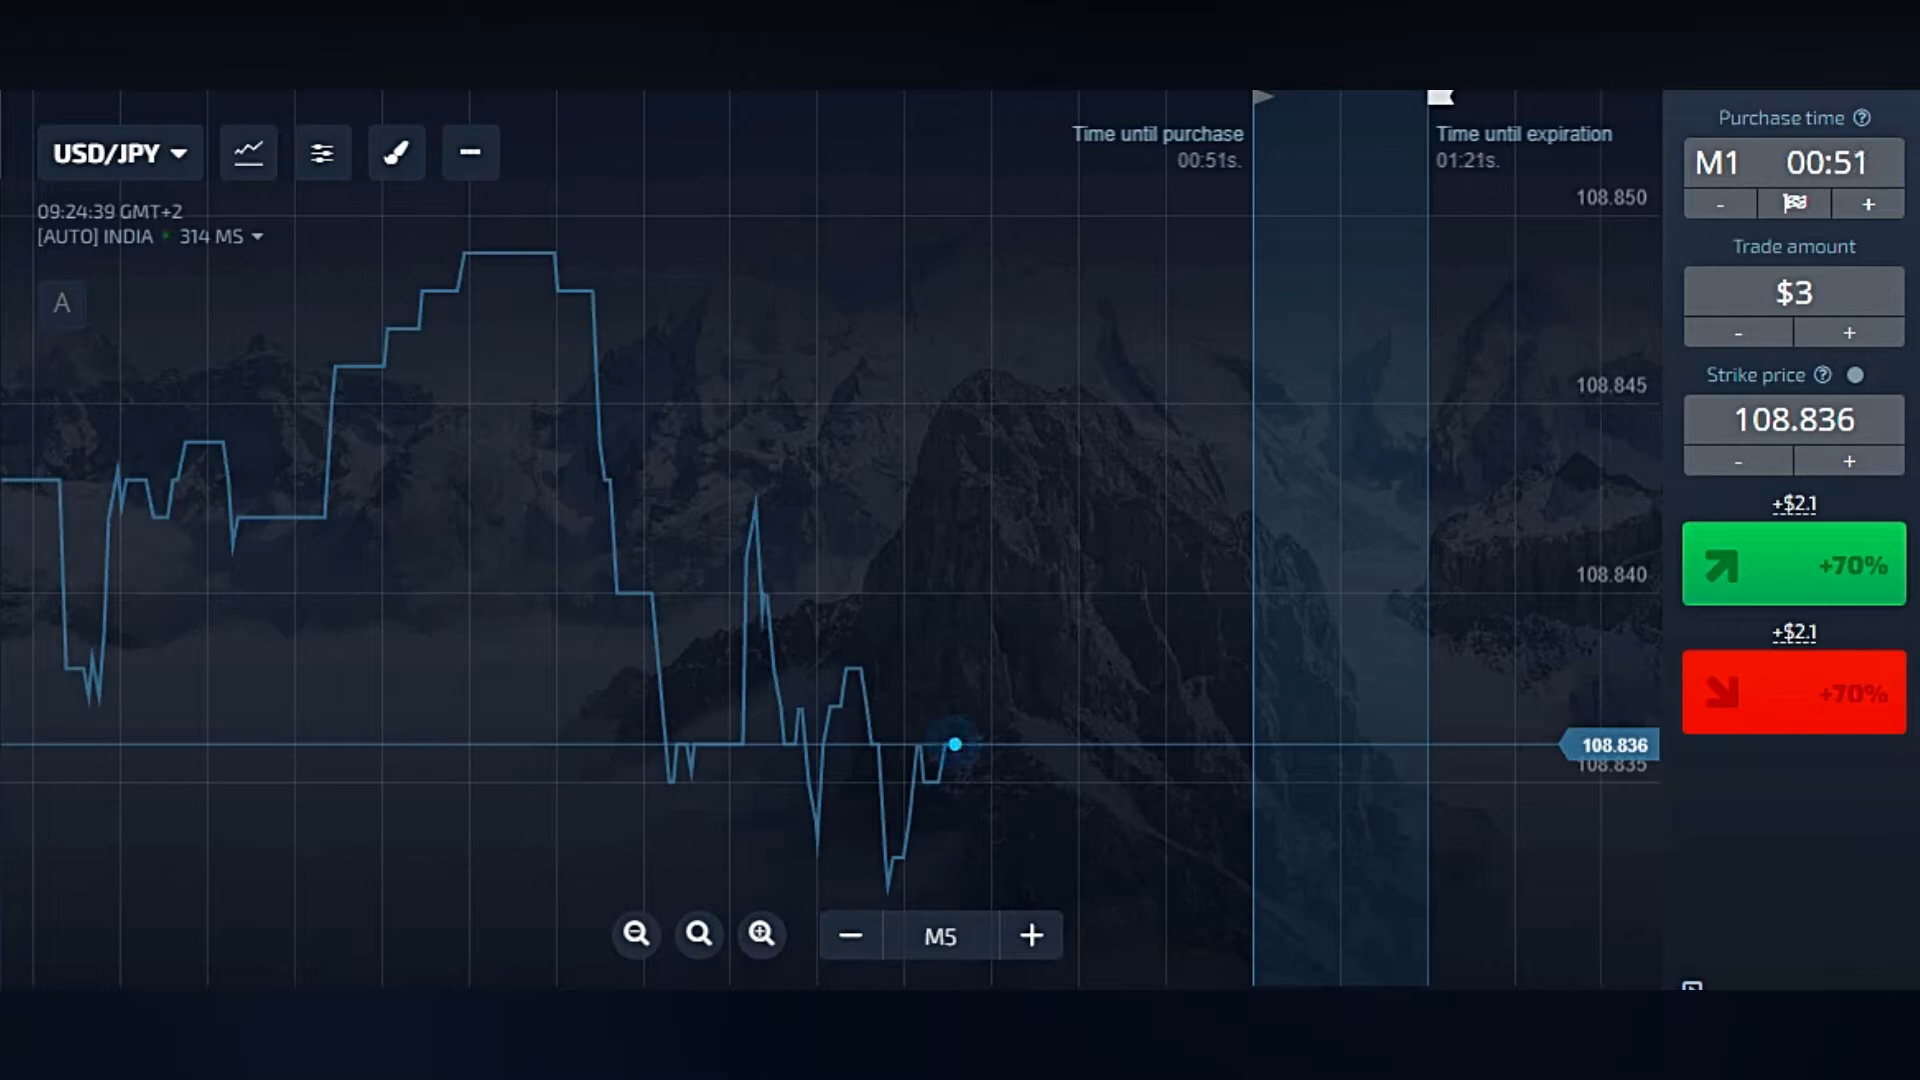 USD/JPY
09:24:39 GMT+2
[AUTO] INDIA 314 MS
A
Time until purchase
00:51s.
Time until expiration
01:21s.
108.850
108.845
108.840
108.836
108.835
M5
Purchase time ?
M1 00:51
- +
Trade amount
$3
- +
Strike price ?
108.836
- +
+$2.1
+70%
+$2.1
+70%